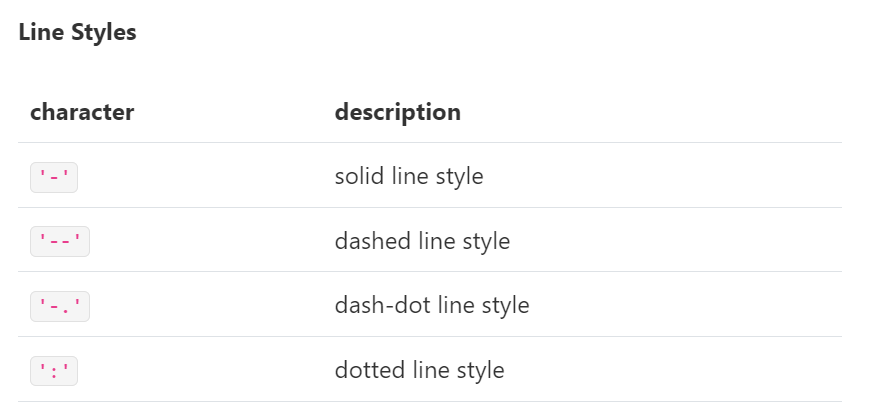 Line Styles
character description
'-' solid line style
'--' dashed line style
'-.' dash-dot line style
':' dotted line style